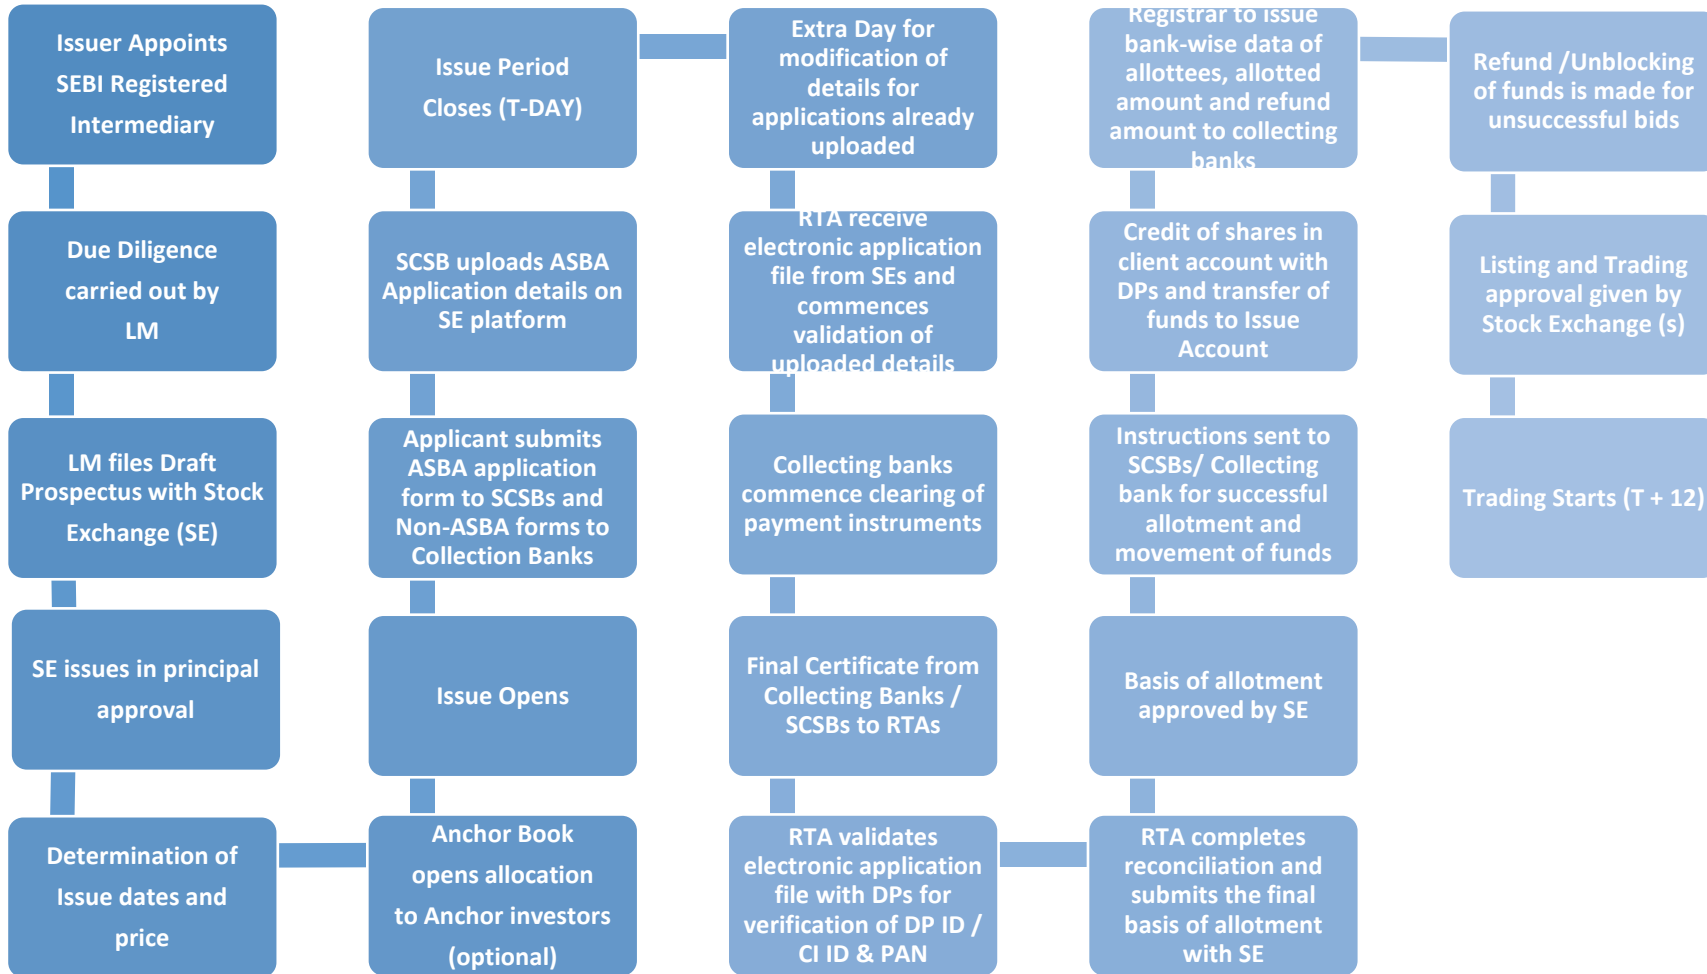 Issuer Appoints
SEBI Registered
Intermediary
Due Diligence
carried out by
LM
LM files Draft
Prospectus with Stock
Exchange (SE)
SE issues in principal
approval
Determination of
Issue dates and
price
Anchor Book
opens allocation
to Anchor investors
(optional)
Issue Opens
Applicant submits
ASBA application
form to SCSBs and
Non-ASBA forms to
Collection Banks
SCSB uploads ASBA
Application details on
SE platform
Issue Period
Closes (T-DAY)
Extra Day for
modification of
details for
applications already
uploaded
RTA receive
electronic application
file from SEs and
commences
validation of
uploaded details
Collecting banks
commence clearing of
payment instruments
Final Certificate from
Collecting Banks /
SCSBs to RTAs
RTA validates
electronic application
file with DPs for
verification of DP ID /
CI ID & PAN
RTA completes
reconciliation and
submits the final
basis of allotment
with SE
Basis of allotment
approved by SE
Instructions sent to
SCSBs/ Collecting
bank for successful
allotment and
movement of funds
Credit of shares in
client account with
DPs and transfer of
funds to Issue
Account
Registrar to issue
bank-wise data of
allottees, allotted
amount and refund
amount to collecting
banks
Refund /Unblocking
of funds is made for
unsuccessful bids
Listing and Trading
approval given by
Stock Exchange (s)
Trading Starts (T + 12)